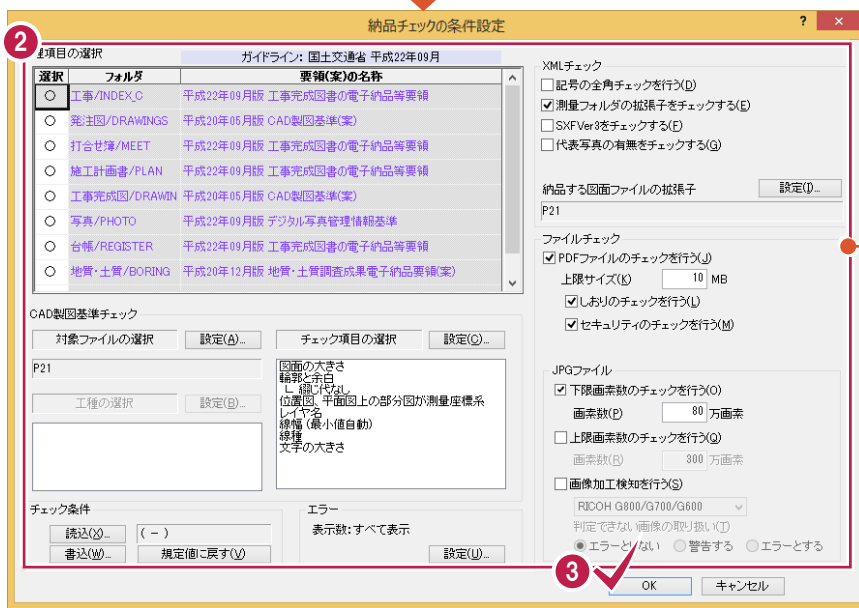 納品チェックの条件設定
?
×
2
理項目の選択
ガイドライン: 国土交通省 平成22年09月
選択 フォルダ 要領(案)の名称
工事/INDEX_C 平成22年09月版 工事完成図書の電子納品等要領
発注図/DRAWINGS 平成20年05月版 CAD製図基準(案)
打合せ簿/MEET 平成22年09月版 工事完成図書の電子納品等要領
施工計画書/PLAN 平成22年09月版 工事完成図書の電子納品等要領
工事完成図/DRAWIN 平成20年05月版 CAD製図基準(案)
写真/PHOTO 平成22年09月版 デジタル写真管理情報基準
台帳/REGISTER 平成22年09月版 工事完成図書の電子納品等要領
地質・土質/BORING 平成20年12月版 地質・土質調査成果電子納品要領(案)
CAD製図基準チェック
対象ファイルの選択 設定(A)...
P21
工種の選択 設定(B)...
チェック項目の選択 設定(C)...
図面の大きさ
輪郭と余白
∟ 綴じ代なし
位置図、平面図上の部分図が測量座標系
レイヤ名
線幅 (最小値自動)
線種
文字の大きさ
チェック条件
読込(X)... ( - )
書込(W)... 規定値に戻す(V)
エラー
表示数: すべて表示
設定(U)...
XMLチェック
記号の全角チェックを行う(D)
測量フォルダの拡張子をチェックする(E)
SXFVer3をチェックする(F)
代表写真の有無をチェックする(G)
納品する図面ファイルの拡張子 設定(I)...
P21
ファイルチェック
PDFファイルのチェックを行う(J)
上限サイズ(K) 10 MB
しおりのチェックを行う(L)
セキュリティのチェックを行う(M)
JPGファイル
下限画素数のチェックを行う(O)
画素数(P) 80 万画素
上限画素数のチェックを行う(Q)
画素数(R) 300 万画素
画像加工検知を行う(S)
RICOH G800/G700/G600
判定できない画像の取り扱い(T)
エラーとしない 警告する エラーとする
3
OK キャンセル